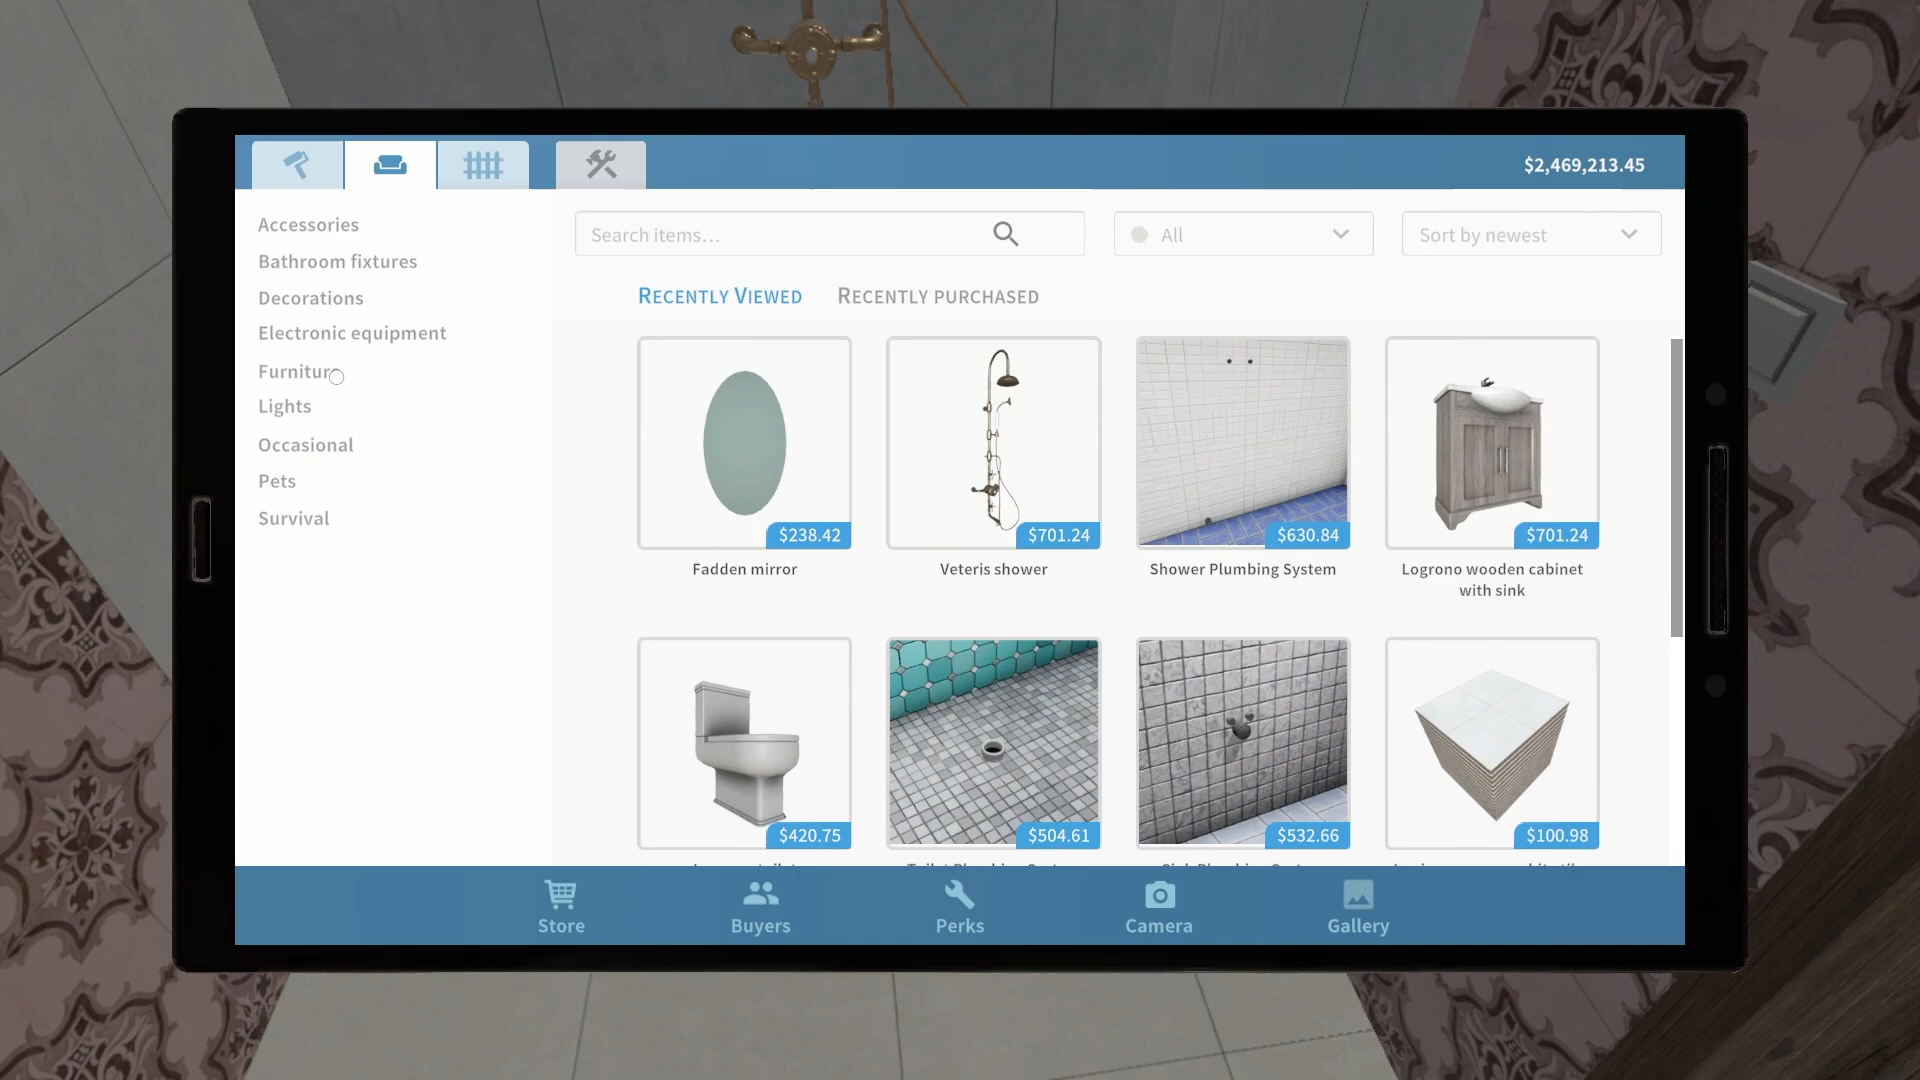 $2,469,213.45
Accessories
Bathroom fixtures
Decorations
Electronic equipment
Furniture
Lights
Occasional
Pets
Survival
Search items...
All
Sort by newest
RECENTLY VIEWED
RECENTLY PURCHASED
$238.42
Fadden mirror
$701.24
Veteris shower
$630.84
Shower Plumbing System
$701.24
Logrono wooden cabinet
with sink
$420.75
$504.61
$532.66
$100.98
Store
Buyers
Perks
Camera
Gallery